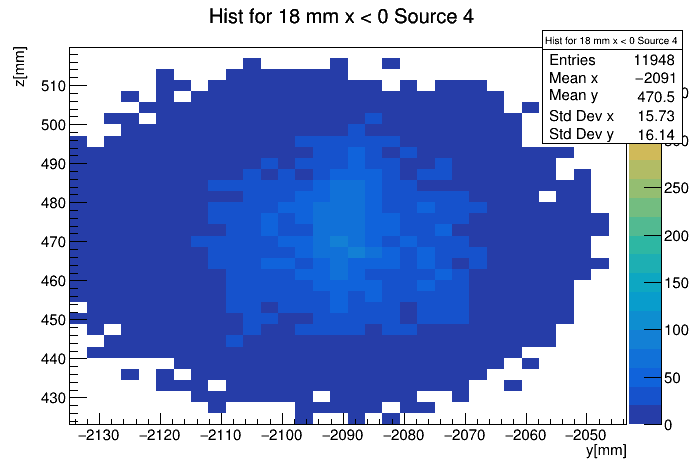 Hist for 18 mm x < 0 Source 4
Hist for 18 mm x < 0 Source 4
Entries 11948
Mean x −2091
Mean y 470.5
Std Dev x 15.73
Std Dev y 16.14
z[mm]
510
500
490
480
470
460
450
440
430
−2130 −2120 −2110 −2100 −2090 −2080 −2070 −2060 −2050
y[mm]
300
250
200
150
100
50
0